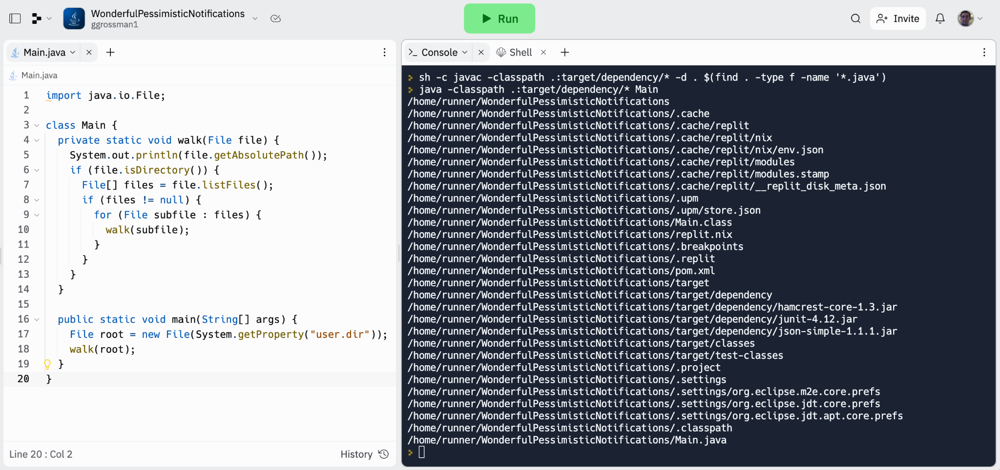 WonderfulPessimisticNotifications
ggrossman1
Run
Invite
Main.java
Main.java
1 import java.io.File;
2
3 class Main {
4 private static void walk(File file) {
5 System.out.println(file.getAbsolutePath());
6 if (file.isDirectory()) {
7 File[] files = file.listFiles();
8 if (files != null) {
9 for (File subfile : files) {
10 walk(subfile);
11 }
12 }
13 }
14 }
15
16 public static void main(String[] args) {
17 File root = new File(System.getProperty("user.dir"));
18 walk(root);
19 }
20 }
Line 20 : Col 2
History
>_ Console
Shell
sh -c javac -classpath .:target/dependency/* -d . $(find . -type f -name '*.java')
java -classpath .:target/dependency/* Main
/home/runner/WonderfulPessimisticNotifications
/home/runner/WonderfulPessimisticNotifications/.cache
/home/runner/WonderfulPessimisticNotifications/.cache/replit
/home/runner/WonderfulPessimisticNotifications/.cache/replit/nix
/home/runner/WonderfulPessimisticNotifications/.cache/replit/nix/env.json
/home/runner/WonderfulPessimisticNotifications/.cache/replit/modules
/home/runner/WonderfulPessimisticNotifications/.cache/replit/modules.stamp
/home/runner/WonderfulPessimisticNotifications/.cache/replit/__replit_disk_meta.json
/home/runner/WonderfulPessimisticNotifications/.upm
/home/runner/WonderfulPessimisticNotifications/.upm/store.json
/home/runner/WonderfulPessimisticNotifications/Main.class
/home/runner/WonderfulPessimisticNotifications/replit.nix
/home/runner/WonderfulPessimisticNotifications/.breakpoints
/home/runner/WonderfulPessimisticNotifications/.replit
/home/runner/WonderfulPessimisticNotifications/pom.xml
/home/runner/WonderfulPessimisticNotifications/target
/home/runner/WonderfulPessimisticNotifications/target/dependency
/home/runner/WonderfulPessimisticNotifications/target/dependency/hamcrest-core-1.3.jar
/home/runner/WonderfulPessimisticNotifications/target/dependency/junit-4.12.jar
/home/runner/WonderfulPessimisticNotifications/target/dependency/json-simple-1.1.1.jar
/home/runner/WonderfulPessimisticNotifications/target/classes
/home/runner/WonderfulPessimisticNotifications/target/test-classes
/home/runner/WonderfulPessimisticNotifications/.project
/home/runner/WonderfulPessimisticNotifications/.settings
/home/runner/WonderfulPessimisticNotifications/.settings/org.eclipse.m2e.core.prefs
/home/runner/WonderfulPessimisticNotifications/.settings/org.eclipse.jdt.core.prefs
/home/runner/WonderfulPessimisticNotifications/.settings/org.eclipse.jdt.apt.core.prefs
/home/runner/WonderfulPessimisticNotifications/.classpath
/home/runner/WonderfulPessimisticNotifications/Main.java